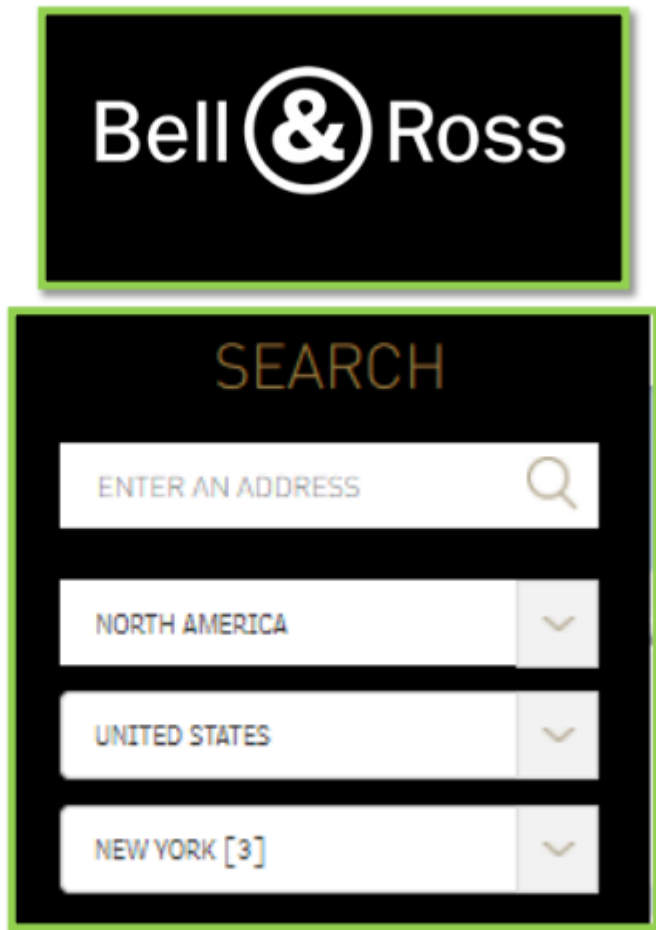 Bell & Ross
SEARCH
ENTER AN ADDRESS
NORTH AMERICA
UNITED STATES
NEW YORK [3]